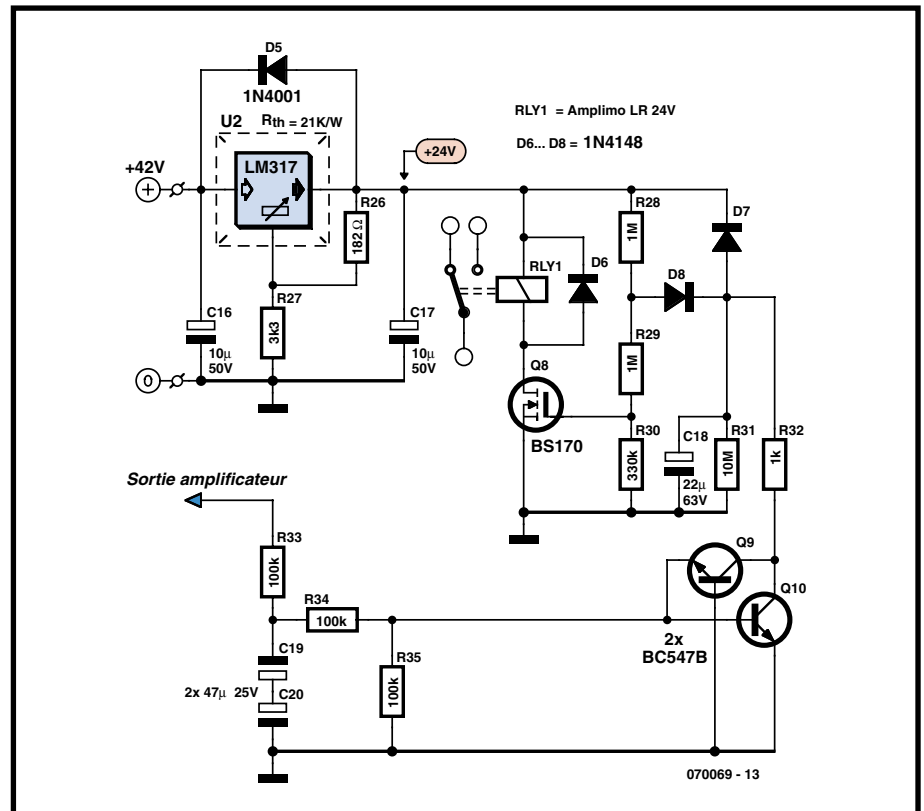 D5
1N4001
U2
Rth = 21K/W
LM317
+42V
+24V
RLY1 = Amplimo LR 24V
D6... D8 = 1N4148
R26
182 Ω
R27
3k3
C16
10µ
50V
C17
10µ
50V
0
RLY1
D6
R28
1M
D7
D8
R29
1M
Q8
BS170
R30
330k
C18
22µ
63V
R31
10M
R32
1k
Sortie amplificateur
R33
100k
R34
100k
C19
2x 47µ 25V
C20
R35
100k
Q9
Q10
2x
BC547B
070069 - 13